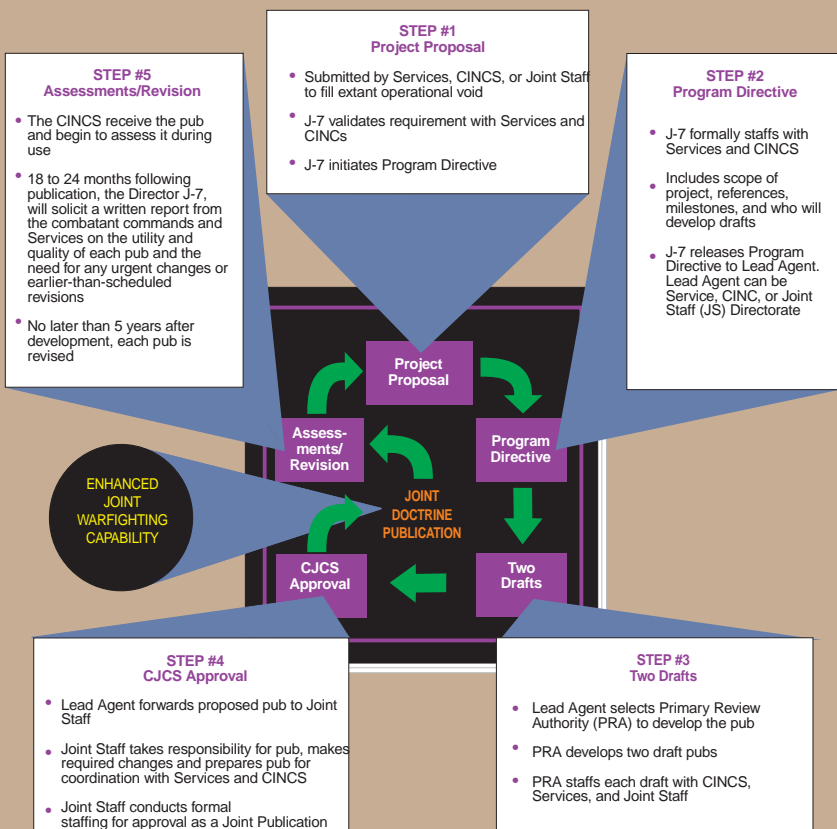 STEP #1
Project Proposal
• Submitted by Services, CINCS, or Joint Staff
to fill extant operational void
• J-7 validates requirement with Services and
CINCs
• J-7 initiates Program Directive
STEP #5
Assessments/Revision
• The CINCS receive the pub
and begin to assess it during
use
• 18 to 24 months following
publication, the Director J-7,
will solicit a written report from
the combatant commands and
Services on the utility and
quality of each pub and the
need for any urgent changes or
earlier-than-scheduled
revisions
• No later than 5 years after
development, each pub is
revised
STEP #2
Program Directive
• J-7 formally staffs with
Services and CINCS
• Includes scope of
project, references,
milestones, and who will
develop drafts
• J-7 releases Program
Directive to Lead Agent.
Lead Agent can be
Service, CINC, or Joint
Staff (JS) Directorate
Project
Proposal
Assess-
ments/
Revision
Program
Directive
ENHANCED
JOINT
WARFIGHTING
CAPABILITY
JOINT
DOCTRINE
PUBLICATION
CJCS
Approval
Two
Drafts
STEP #4
CJCS Approval
• Lead Agent forwards proposed pub to Joint
Staff
• Joint Staff takes responsibility for pub, makes
required changes and prepares pub for
coordination with Services and CINCS
• Joint Staff conducts formal
staffing for approval as a Joint Publication
STEP #3
Two Drafts
• Lead Agent selects Primary Review
Authority (PRA) to develop the pub
• PRA develops two draft pubs
• PRA staffs each draft with CINCS,
Services, and Joint Staff